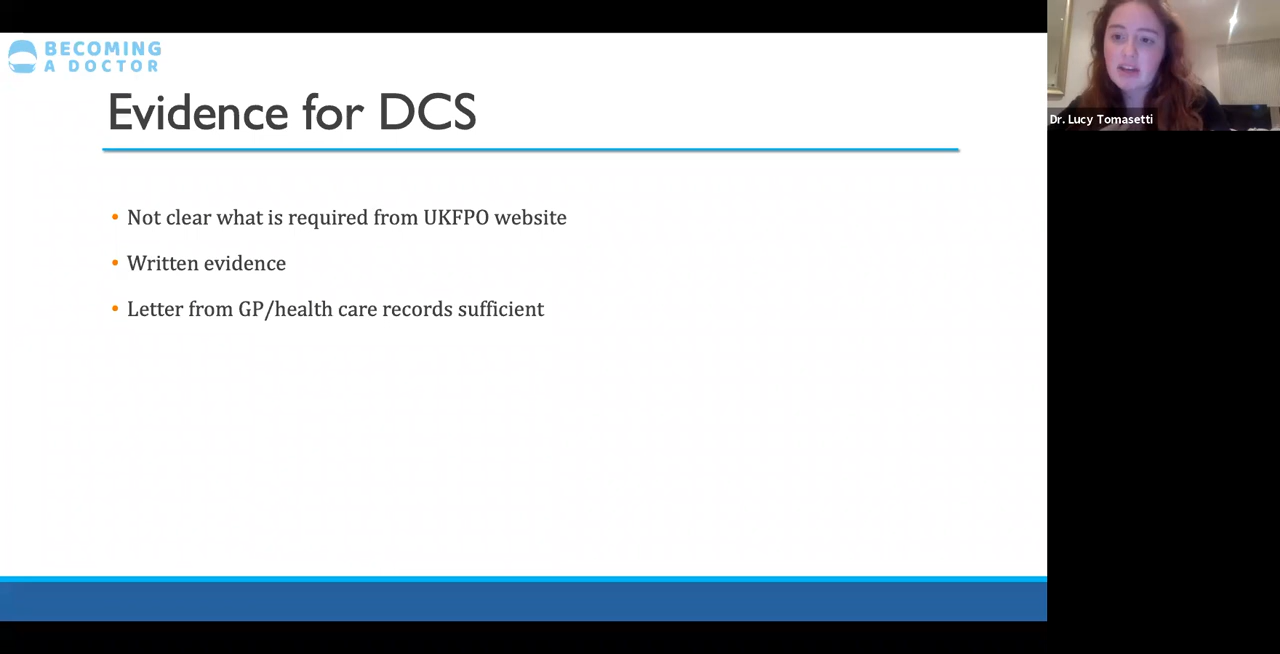 BECOMING
A DOCTOR
Evidence for DCS
• Not clear what is required from UKFPO website
• Written evidence
• Letter from GP/health care records sufficient
Dr. Lucy Tomasetti